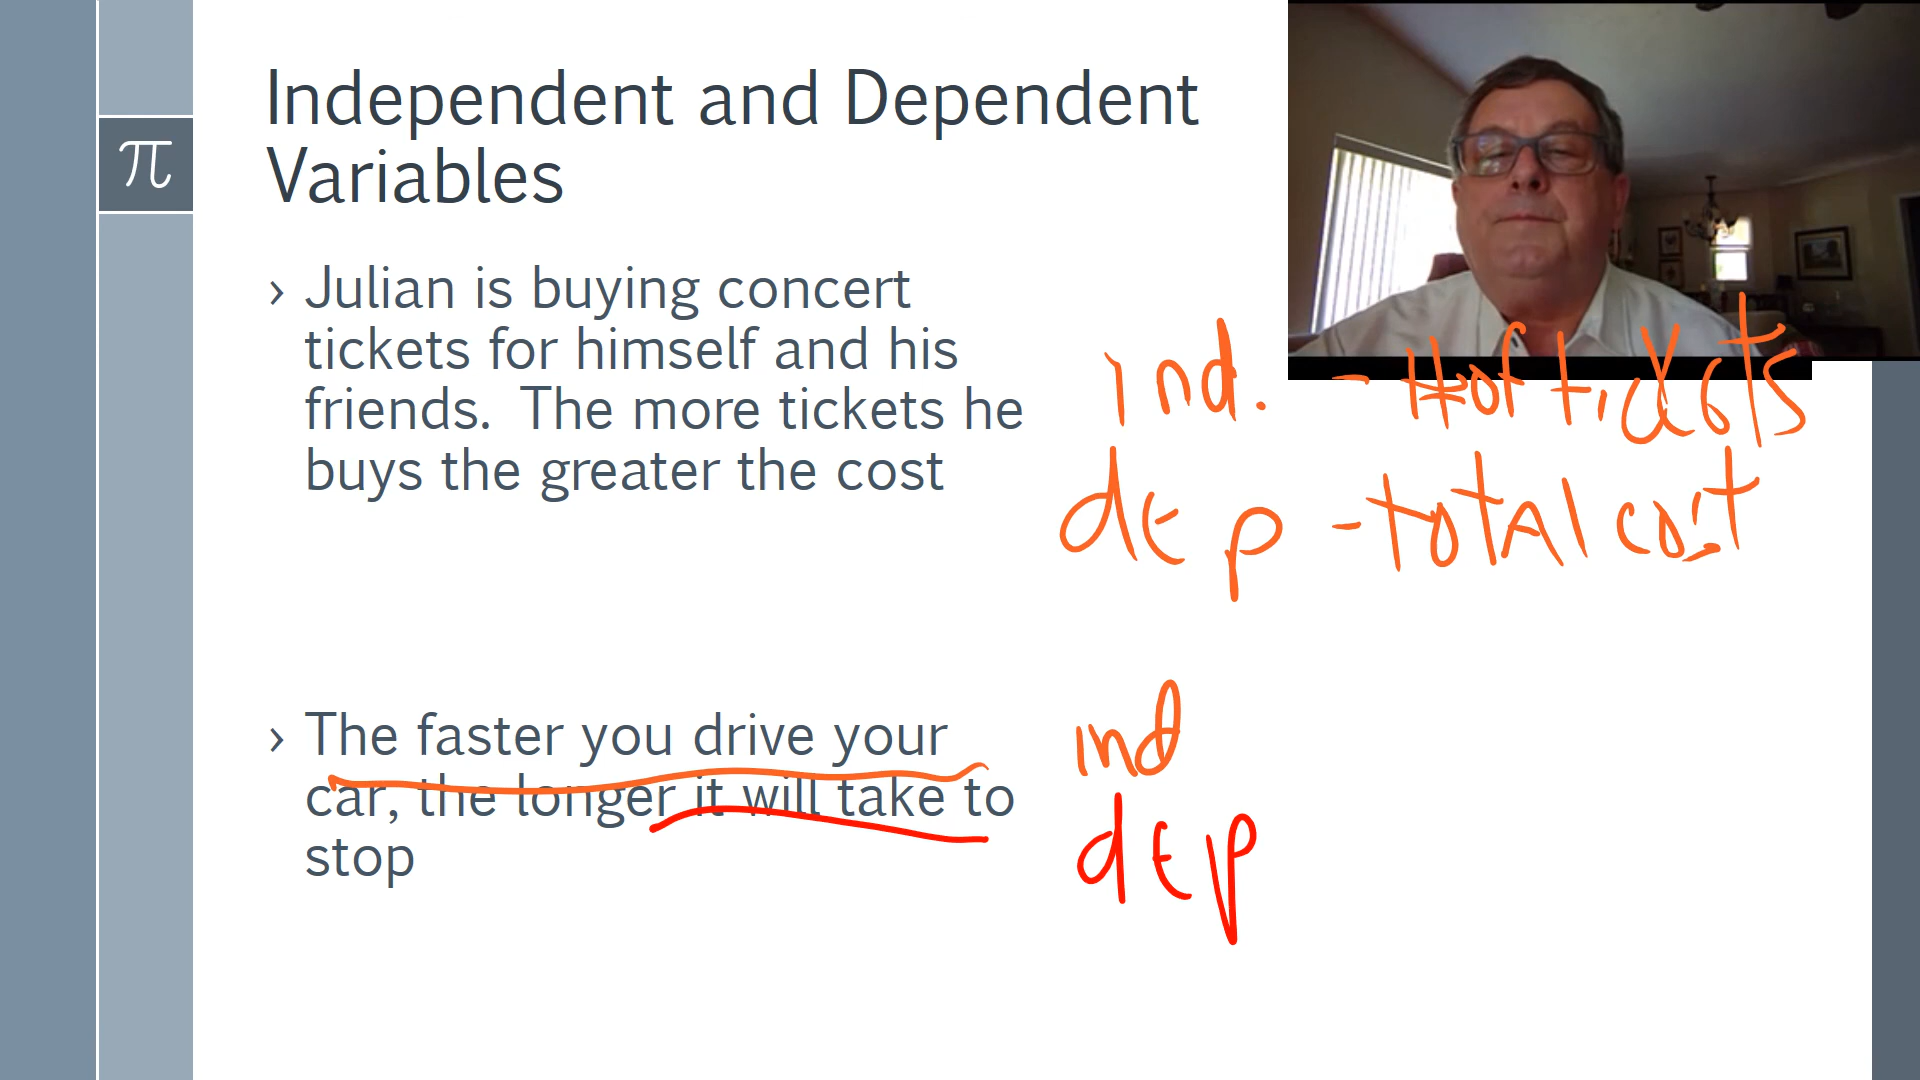 π
Independent and Dependent
Variables
› Julian is buying concert
tickets for himself and his
friends. The more tickets he
buys the greater the cost
ind. - # of tickets
dep - total cost
› The faster you drive your
car, the longer it will take to
stop
ind
dep